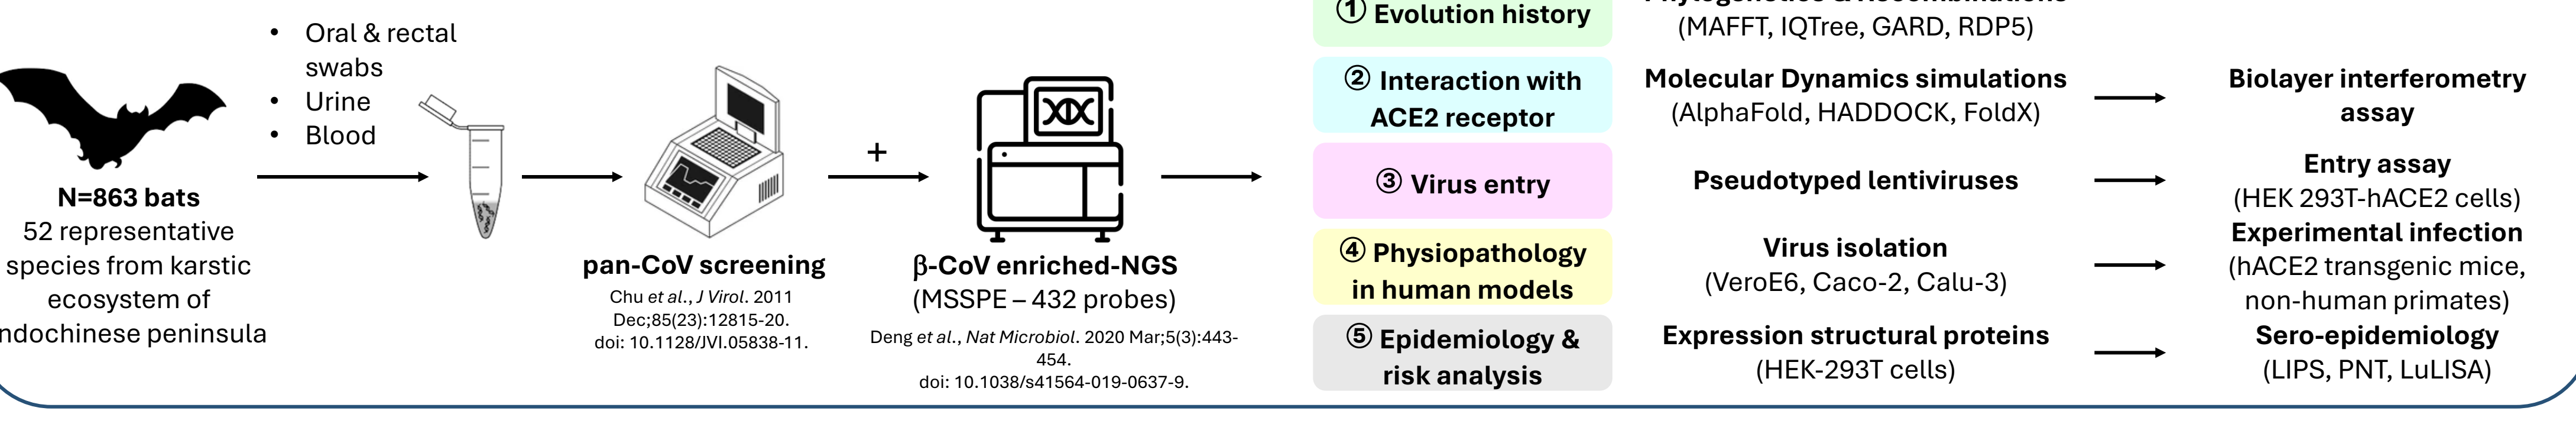 • Oral & rectal
swabs
• Urine
• Blood
N=863 bats
52 representative
species from karstic
ecosystem of
ndochinese peninsula
pan-CoV screening
Chu et al., J Virol. 2011
Dec;85(23):12815-20.
doi: 10.1128/JVI.05838-11.
+
β-CoV enriched-NGS
(MSSPE – 432 probes)
Deng et al., Nat Microbiol. 2020 Mar;5(3):443-
454.
doi: 10.1038/s41564-019-0637-9.
① Evolution history
Phylogenetics & Recombinations
(MAFFT, IQTree, GARD, RDP5)
② Interaction with
ACE2 receptor
Molecular Dynamics simulations
(AlphaFold, HADDOCK, FoldX)
Biolayer interferometry
assay
③ Virus entry
Pseudotyped lentiviruses
Entry assay
(HEK 293T-hACE2 cells)
④ Physiopathology
in human models
Virus isolation
(VeroE6, Caco-2, Calu-3)
Experimental infection
(hACE2 transgenic mice,
non-human primates)
⑤ Epidemiology &
risk analysis
Expression structural proteins
(HEK-293T cells)
Sero-epidemiology
(LIPS, PNT, LuLISA)